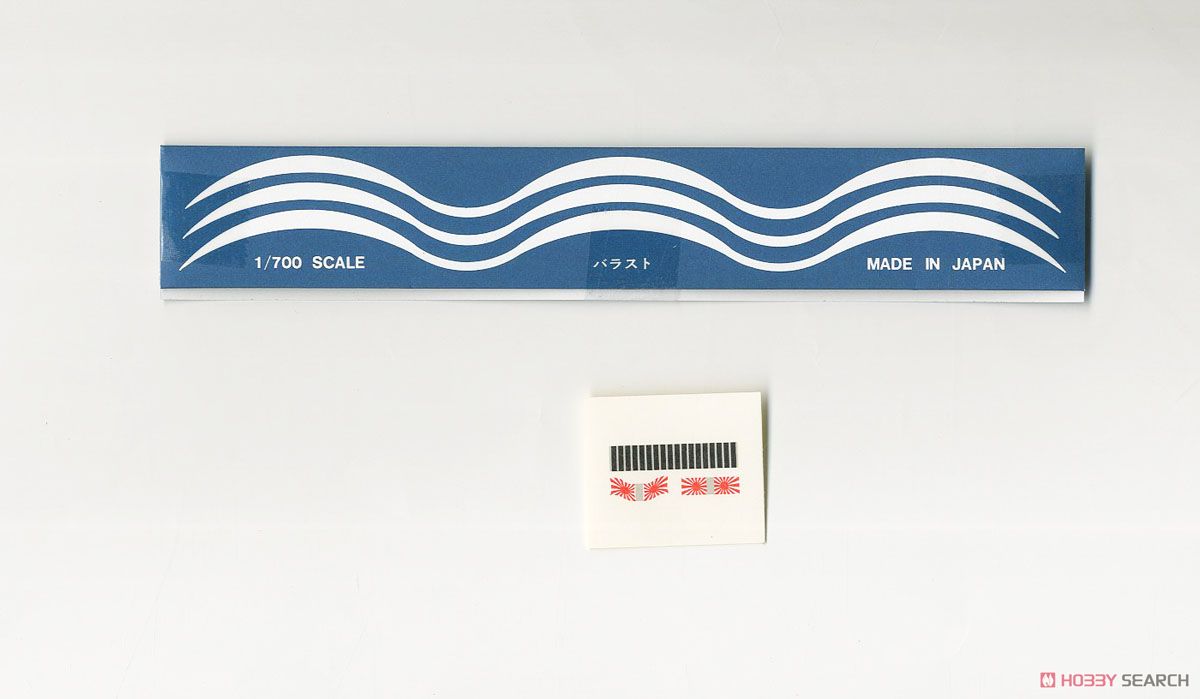 1/700 SCALE
バラスト
MADE IN JAPAN
HOBBY SEARCH